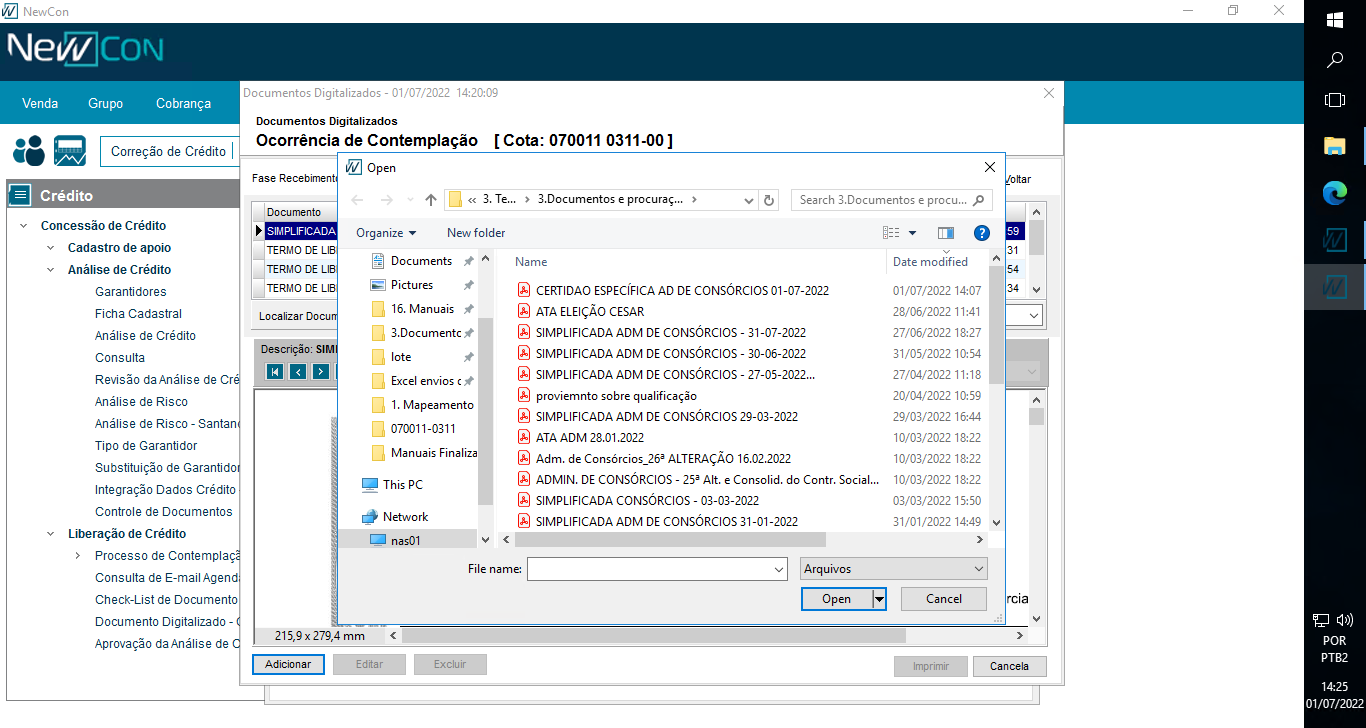 NewCon
NewCon
Venda Grupo Cobrança
Documentos Digitalizados - 01/07/2022 14:20:09
Documentos Digitalizados
Ocorrência de Contemplação [ Cota: 070011 0311-00 ]
Correção de Crédito
Crédito
Concessão de Crédito
Cadastro de apoio
Análise de Crédito
Garantidores
Ficha Cadastral
Análise de Crédito
Consulta
Revisão da Análise de Cré
Análise de Risco
Análise de Risco - Santand
Tipo de Garantidor
Substituição de Garantidor
Integração Dados Crédito -
Controle de Documentos
Liberação de Crédito
Processo de Contemplaçã
Consulta de E-mail Agenda
Check-List de Documento
Documento Digitalizado - C
Aprovação da Análise de C
Fase Recebimento
Voltar
Documento
SIMPLIFICADA 59
TERMO DE LIBE 31
TERMO DE LIBE 54
TERMO DE LIBE 34
Localizar Docum
Descrição: SIMI
Open
« 3. Te... › 3.Documentos e procuraç... ›
Search 3.Documentos e procu...
Organize New folder
Documents
Pictures
16. Manuais
3.Documento
lote
Excel envios c
1. Mapeamento
070011-0311
Manuais Finaliza
This PC
Network
nas01
Name Date modified
CERTIDAO ESPECÍFICA AD DE CONSÓRCIOS 01-07-2022 01/07/2022 14:07
ATA ELEIÇÃO CESAR 28/06/2022 11:41
SIMPLIFICADA ADM DE CONSÓRCIOS - 31-07-2022 27/06/2022 18:27
SIMPLIFICADA ADM DE CONSÓRCIOS - 30-06-2022 31/05/2022 10:54
SIMPLIFICADA ADM DE CONSÓRCIOS - 27-05-2022... 27/04/2022 11:18
proviemnto sobre qualificação 20/04/2022 10:59
SIMPLIFICADA ADM DE CONSÓRCIOS 29-03-2022 29/03/2022 16:44
ATA ADM 28.01.2022 10/03/2022 18:22
Adm. de Consórcios_26ª ALTERAÇÃO 16.02.2022 10/03/2022 18:22
ADMIN. DE CONSÓRCIOS - 25ª Alt. e Consolid. do Contr. Social... 10/03/2022 18:22
SIMPLIFICADA CONSÓRCIOS - 03-03-2022 03/03/2022 15:50
SIMPLIFICADA ADM DE CONSÓRCIOS 31-01-2022 31/01/2022 14:49
File name: Arquivos
Open Cancel
rcia
215,9 x 279,4 mm
Adicionar Editar Excluir Imprimir Cancela
POR
PTB2
14:25
01/07/2022